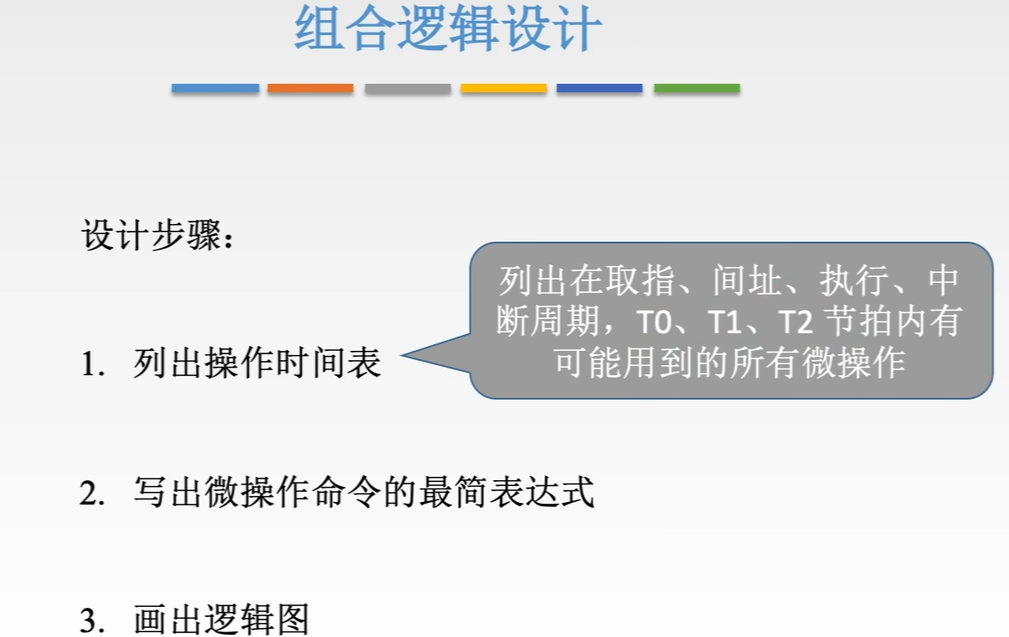 组合逻辑设计
设计步骤：
列出在取指、间址、执行、中
断周期，T0、T1、T2 节拍内有
可能用到的所有微操作
1. 列出操作时间表
2. 写出微操作命令的最简表达式
3. 画出逻辑图